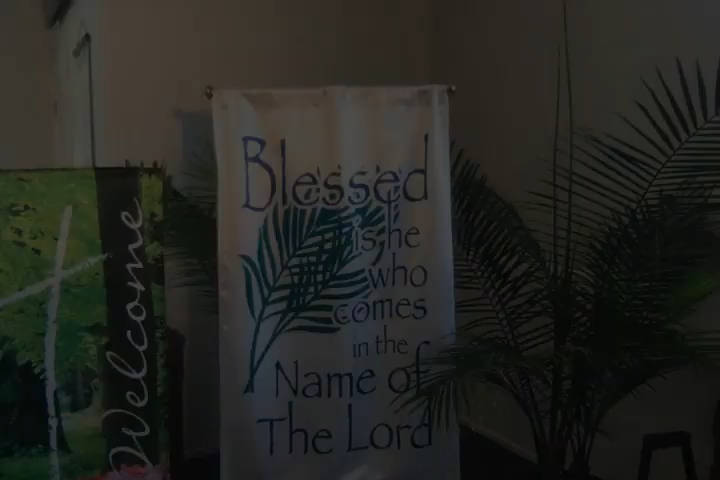 Welcome
Blessed
is he
who
comes
in the
Name of
The Lord